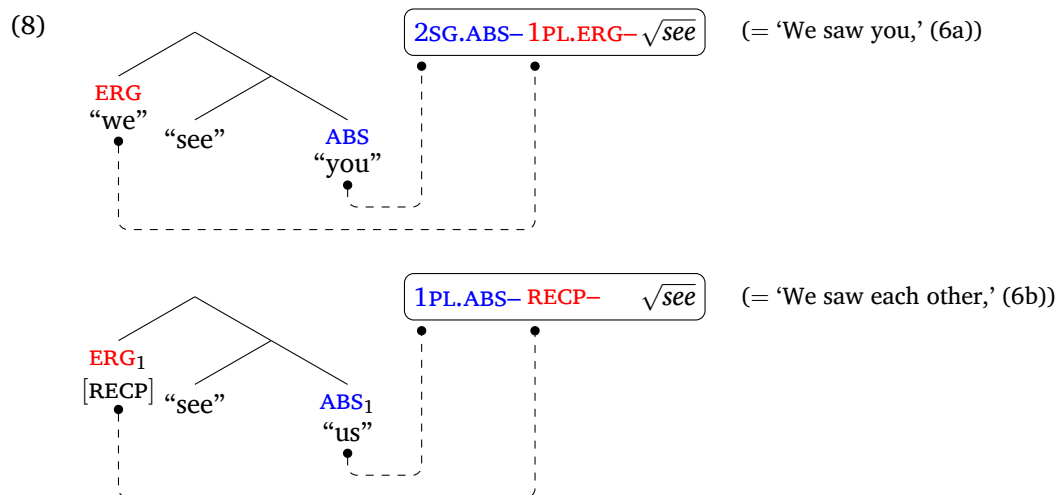 (8) 2SG.ABS– 1PL.ERG– √see (= ‘We saw you,’ (6a))
ERG
“we” “see” ABS
“you”
1PL.ABS– RECP– √see (= ‘We saw each other,’ (6b))
ERG₁
[RECP] “see” ABS₁
“us”